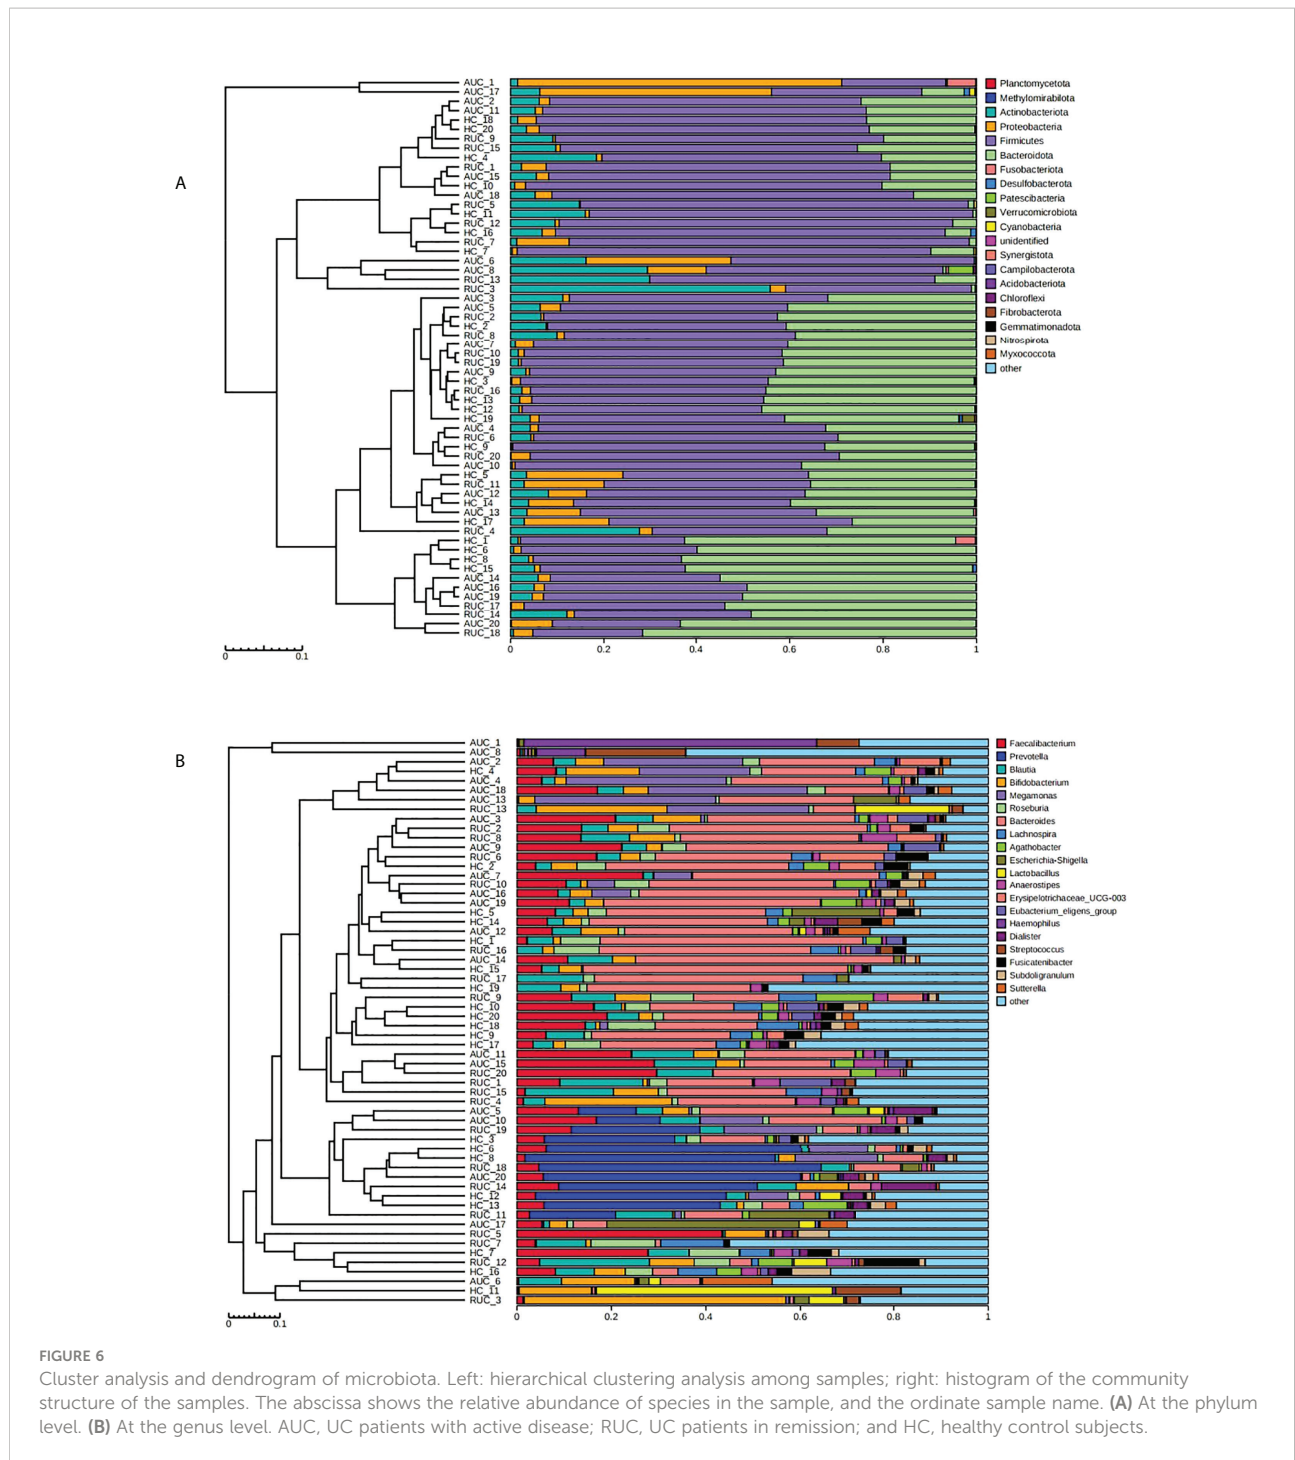 A
AUC_1
AUC_17
AUC_2
AUC_11
HC_18
HC_20
RUC_9
RUC_15
HC_4
RUC_1
AUC_15
HC_10
AUC_18
RUC_5
HC_11
RUC_12
HC_16
RUC_7
HC_7
AUC_6
AUC_8
RUC_13
RUC_3
AUC_3
AUC_5
RUC_2
HC_2
RUC_8
AUC_7
RUC_10
RUC_19
AUC_9
HC_3
RUC_16
HC_13
HC_12
HC_19
AUC_4
RUC_6
HC_9
RUC_20
AUC_10
HC_5
RUC_11
AUC_12
HC_14
AUC_13
HC_17
RUC_4
HC_1
HC_6
HC_8
HC_15
AUC_14
AUC_16
AUC_19
RUC_17
RUC_14
AUC_20
RUC_18
0 0.1
0 0.2 0.4 0.6 0.8 1
Planctomycetota
Methylomirabilota
Actinobacteriota
Proteobacteria
Firmicutes
Bacteroidota
Fusobacteriota
Desulfobacterota
Patescibacteria
Verrucomicrobiota
Cyanobacteria
unidentified
Synergistota
Campilobacterota
Acidobacteriota
Chloroflexi
Fibrobacterota
Gemmatimonadota
Nitrospirota
Myxococcota
other
B
AUC_1
AUC_8
AUC_2
HC_4
AUC_4
AUC_18
AUC_13
RUC_13
AUC_3
RUC_2
RUC_8
AUC_9
RUC_6
HC_2
AUC_7
RUC_10
AUC_16
AUC_19
HC_5
HC_14
AUC_12
HC_1
RUC_16
AUC_14
HC_15
RUC_17
HC_19
RUC_9
HC_10
HC_20
HC_18
HC_9
HC_17
AUC_11
AUC_15
RUC_20
RUC_1
RUC_15
RUC_4
AUC_5
AUC_10
RUC_19
HC_3
HC_6
HC_8
RUC_18
AUC_20
RUC_14
HC_12
HC_13
RUC_11
AUC_17
RUC_5
RUC_7
HC_7
RUC_12
HC_16
AUC_6
HC_11
RUC_3
0 0.1
0 0.2 0.4 0.6 0.8 1
Faecalibacterium
Prevotella
Blautia
Bifidobacterium
Megamonas
Roseburia
Bacteroides
Lachnospira
Agathobacter
Escherichia-Shigella
Lactobacillus
Anaerostipes
Erysipelotrichaceae_UCG-003
Eubacterium_eligens_group
Haemophilus
Dialister
Streptococcus
Fusicatenibacter
Subdoligranulum
Sutterella
other
FIGURE 6
Cluster analysis and dendrogram of microbiota. Left: hierarchical clustering analysis among samples; right: histogram of the community
structure of the samples. The abscissa shows the relative abundance of species in the sample, and the ordinate sample name. (A) At the phylum
level. (B) At the genus level. AUC, UC patients with active disease; RUC, UC patients in remission; and HC, healthy control subjects.